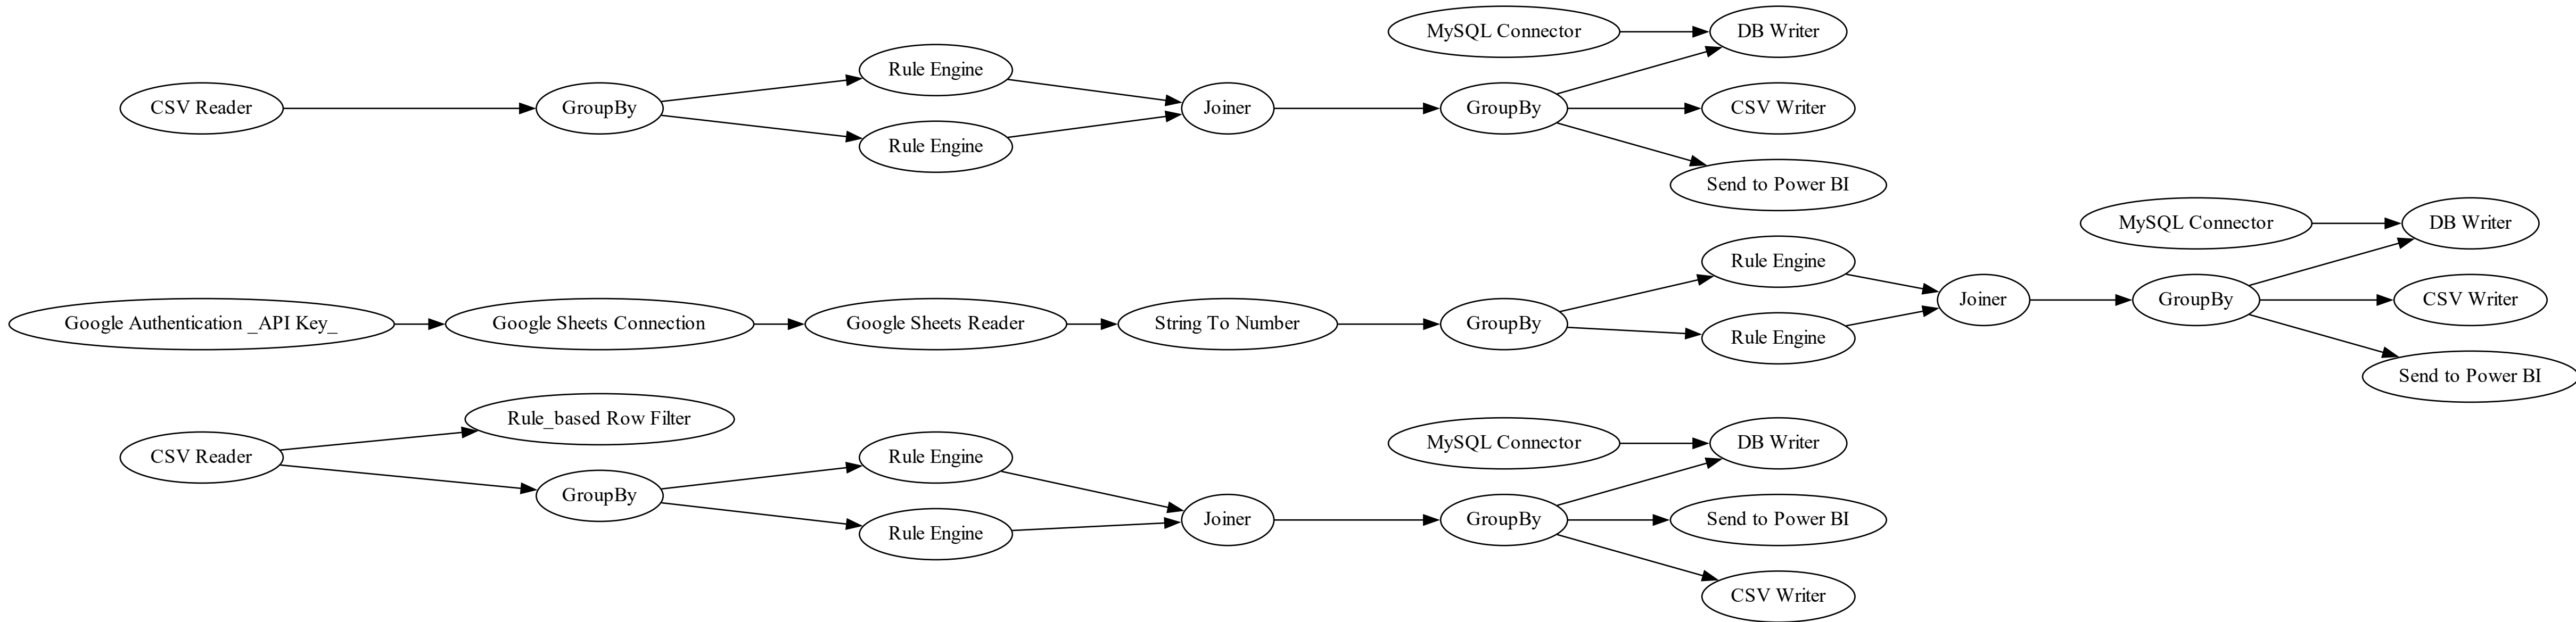 MySQL Connector
DB Writer
Rule Engine
CSV Reader
GroupBy
Joiner
GroupBy
CSV Writer
Rule Engine
Send to Power BI
MySQL Connector
DB Writer
Rule Engine
Google Authentication _API Key_
Google Sheets Connection
Google Sheets Reader
String To Number
GroupBy
Joiner
GroupBy
CSV Writer
Rule Engine
Send to Power BI
Rule_based Row Filter
MySQL Connector
DB Writer
CSV Reader
Rule Engine
GroupBy
Joiner
GroupBy
Send to Power BI
Rule Engine
CSV Writer